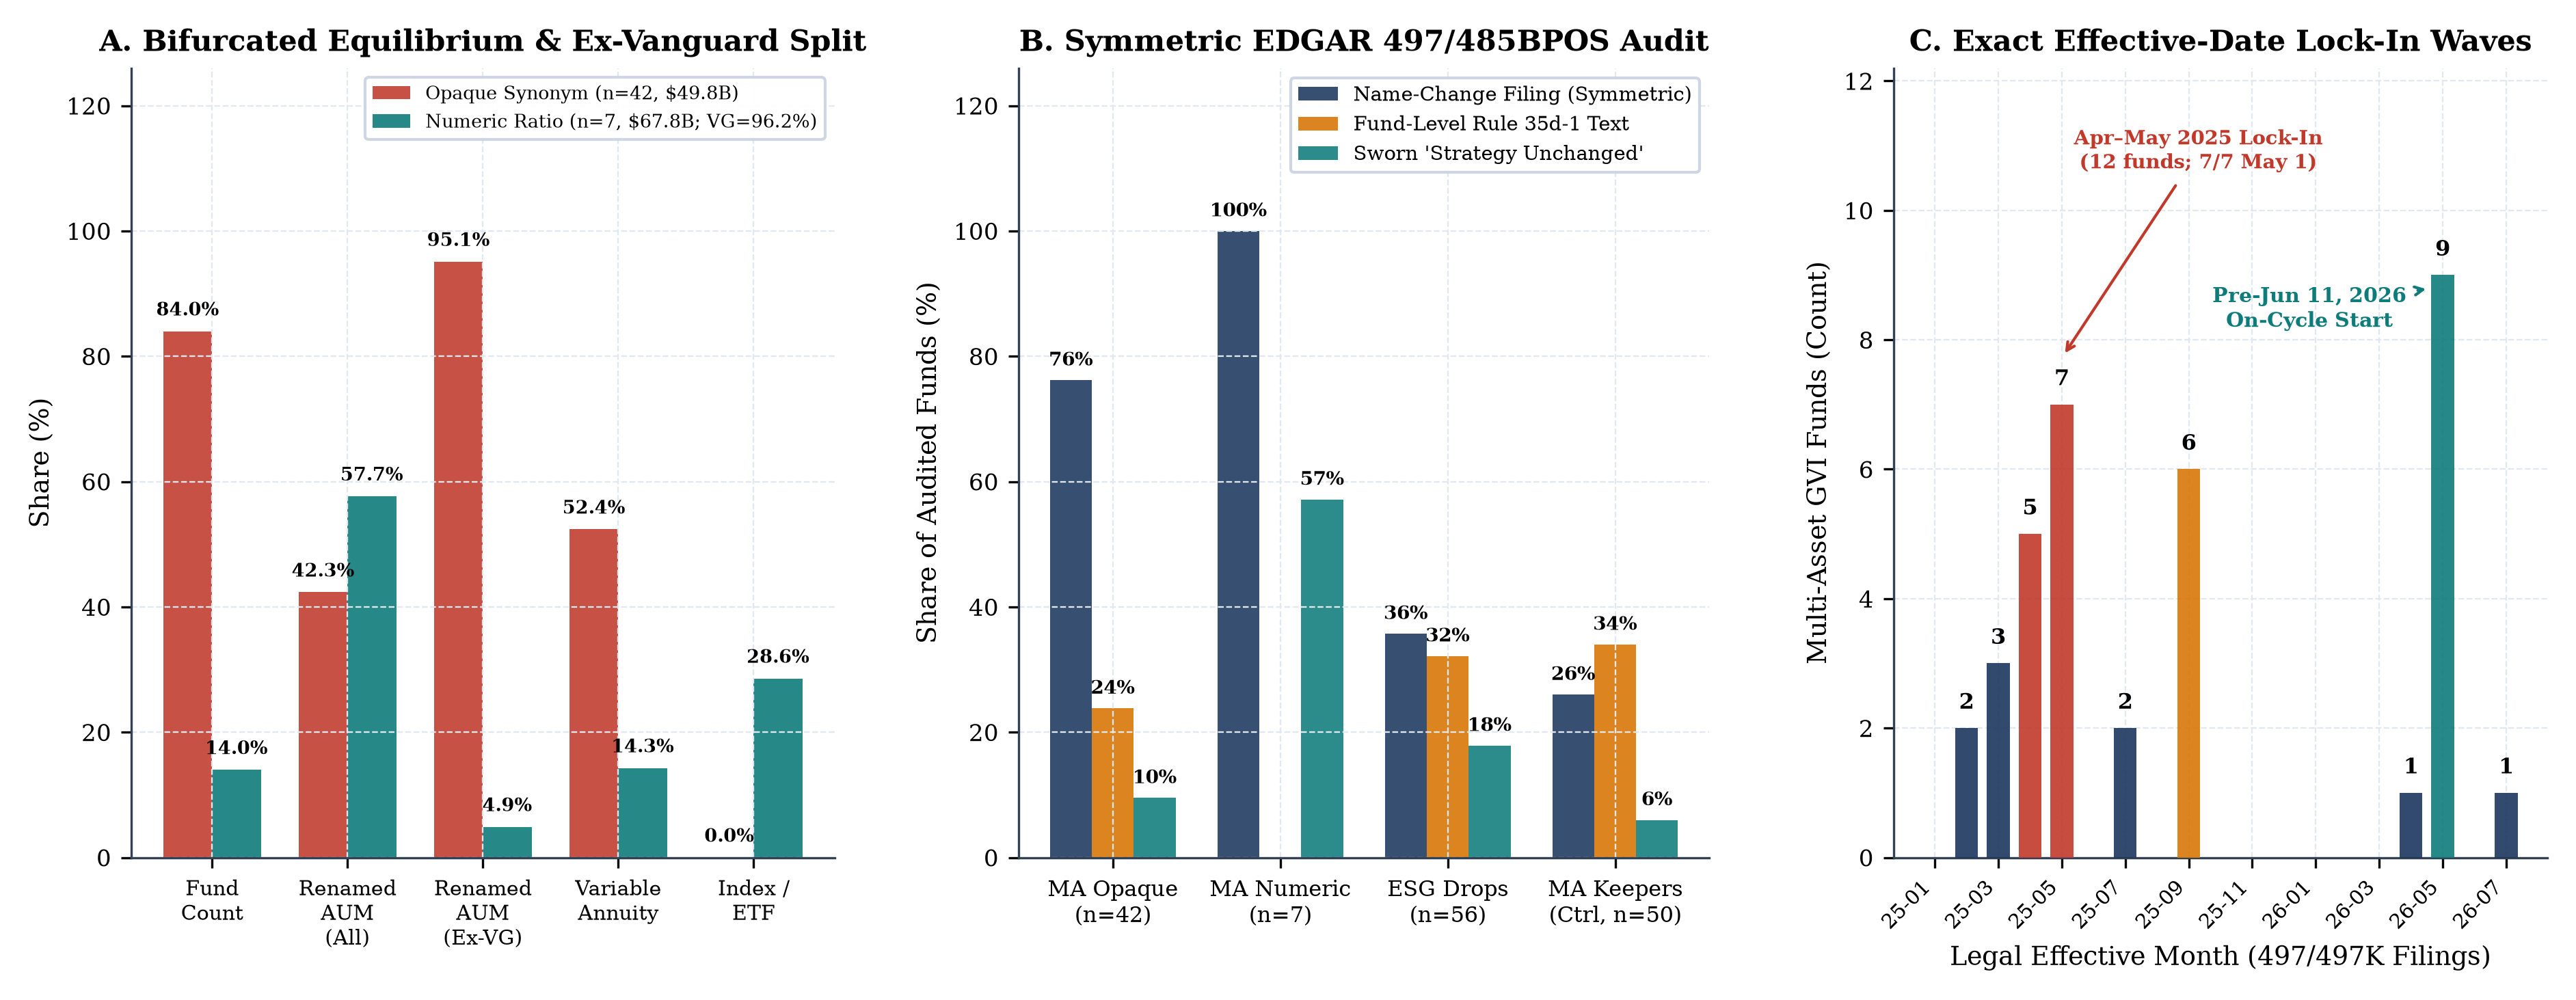 A. Bifurcated Equilibrium & Ex-Vanguard Split
Opaque Synonym (n=42, $49.8B)
Numeric Ratio (n=7, $67.8B; VG=96.2%)
Share (%)
120
100
80
60
40
20
0
84.0%
14.0%
42.3%
57.7%
95.1%
4.9%
52.4%
14.3%
0.0%
28.6%
Fund
Count
Renamed
AUM
(All)
Renamed
AUM
(Ex-VG)
Variable
Annuity
Index /
ETF
B. Symmetric EDGAR 497/485BPOS Audit
Name-Change Filing (Symmetric)
Fund-Level Rule 35d-1 Text
Sworn 'Strategy Unchanged'
Share of Audited Funds (%)
120
100
80
60
40
20
0
76%
24%
10%
100%
57%
36%
32%
18%
26%
34%
6%
MA Opaque
(n=42)
MA Numeric
(n=7)
ESG Drops
(n=56)
MA Keepers
(Ctrl, n=50)
C. Exact Effective-Date Lock-In Waves
Apr–May 2025 Lock-In
(12 funds; 7/7 May 1)
Pre-Jun 11, 2026
On-Cycle Start
Multi-Asset GVI Funds (Count)
12
10
8
6
4
2
0
2
3
5
7
2
6
1
9
1
25-01
25-03
25-05
25-07
25-09
25-11
26-01
26-03
26-05
26-07
Legal Effective Month (497/497K Filings)